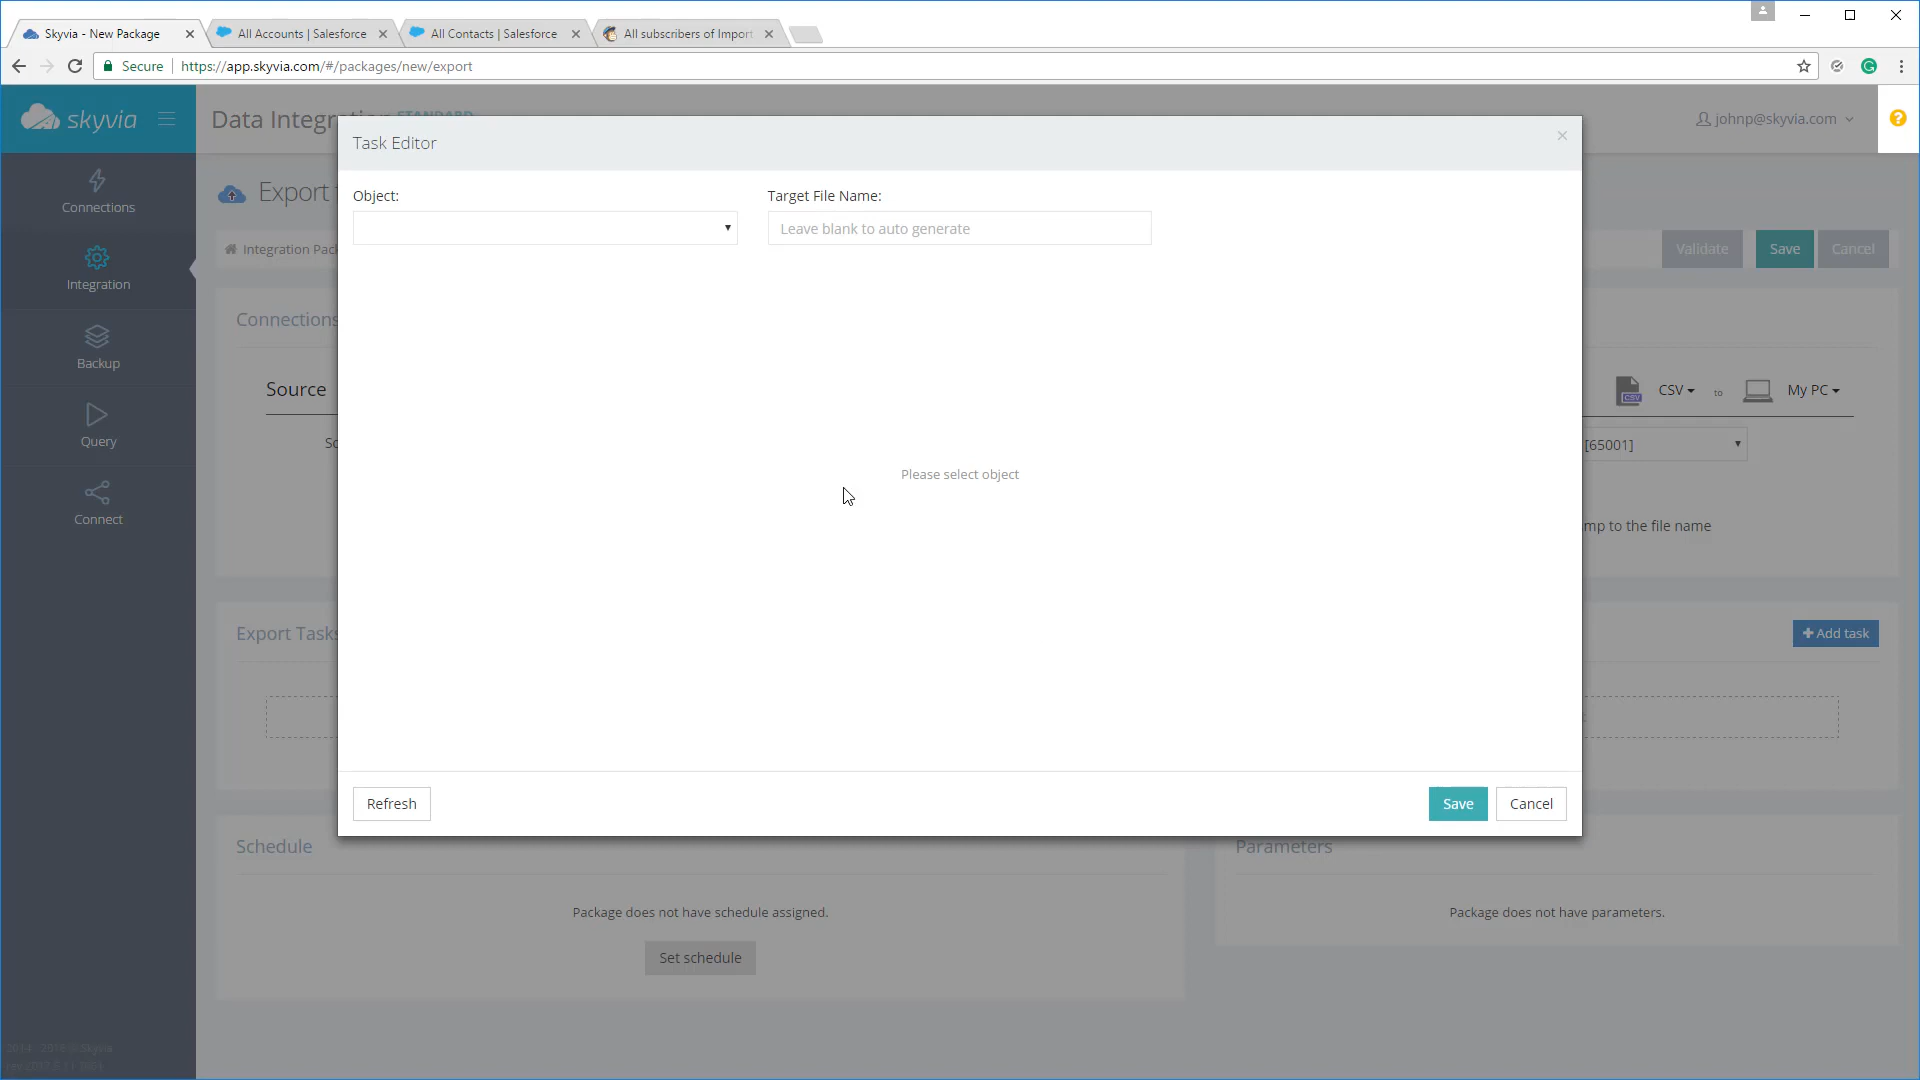 Skyvia - New Package
All Accounts | Salesforce
All Contacts | Salesforce
All subscribers of Import
Secure
https://app.skyvia.com/#/packages/new/export
skyvia
Data Integration STANDARD
johnp@skyvia.com
Task Editor
Connections
Integration
Backup
Query
Connect
Export
Object:
Target File Name:
Leave blank to auto generate
Integration Pac
Validate
Save
Cancel
Connections
Source
CSV
to
My PC
[65001]
Please select object
mp to the file name
Export Tasks
Add task
Refresh
Save
Cancel
Schedule
Parameters
Package does not have schedule assigned.
Package does not have parameters.
Set schedule